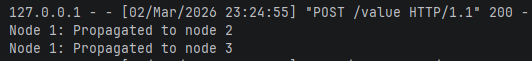 127.0.0.1 - - [02/Mar/2026 23:24:55] "POST /value HTTP/1.1" 200 -
Node 1: Propagated to node 2
Node 1: Propagated to node 3